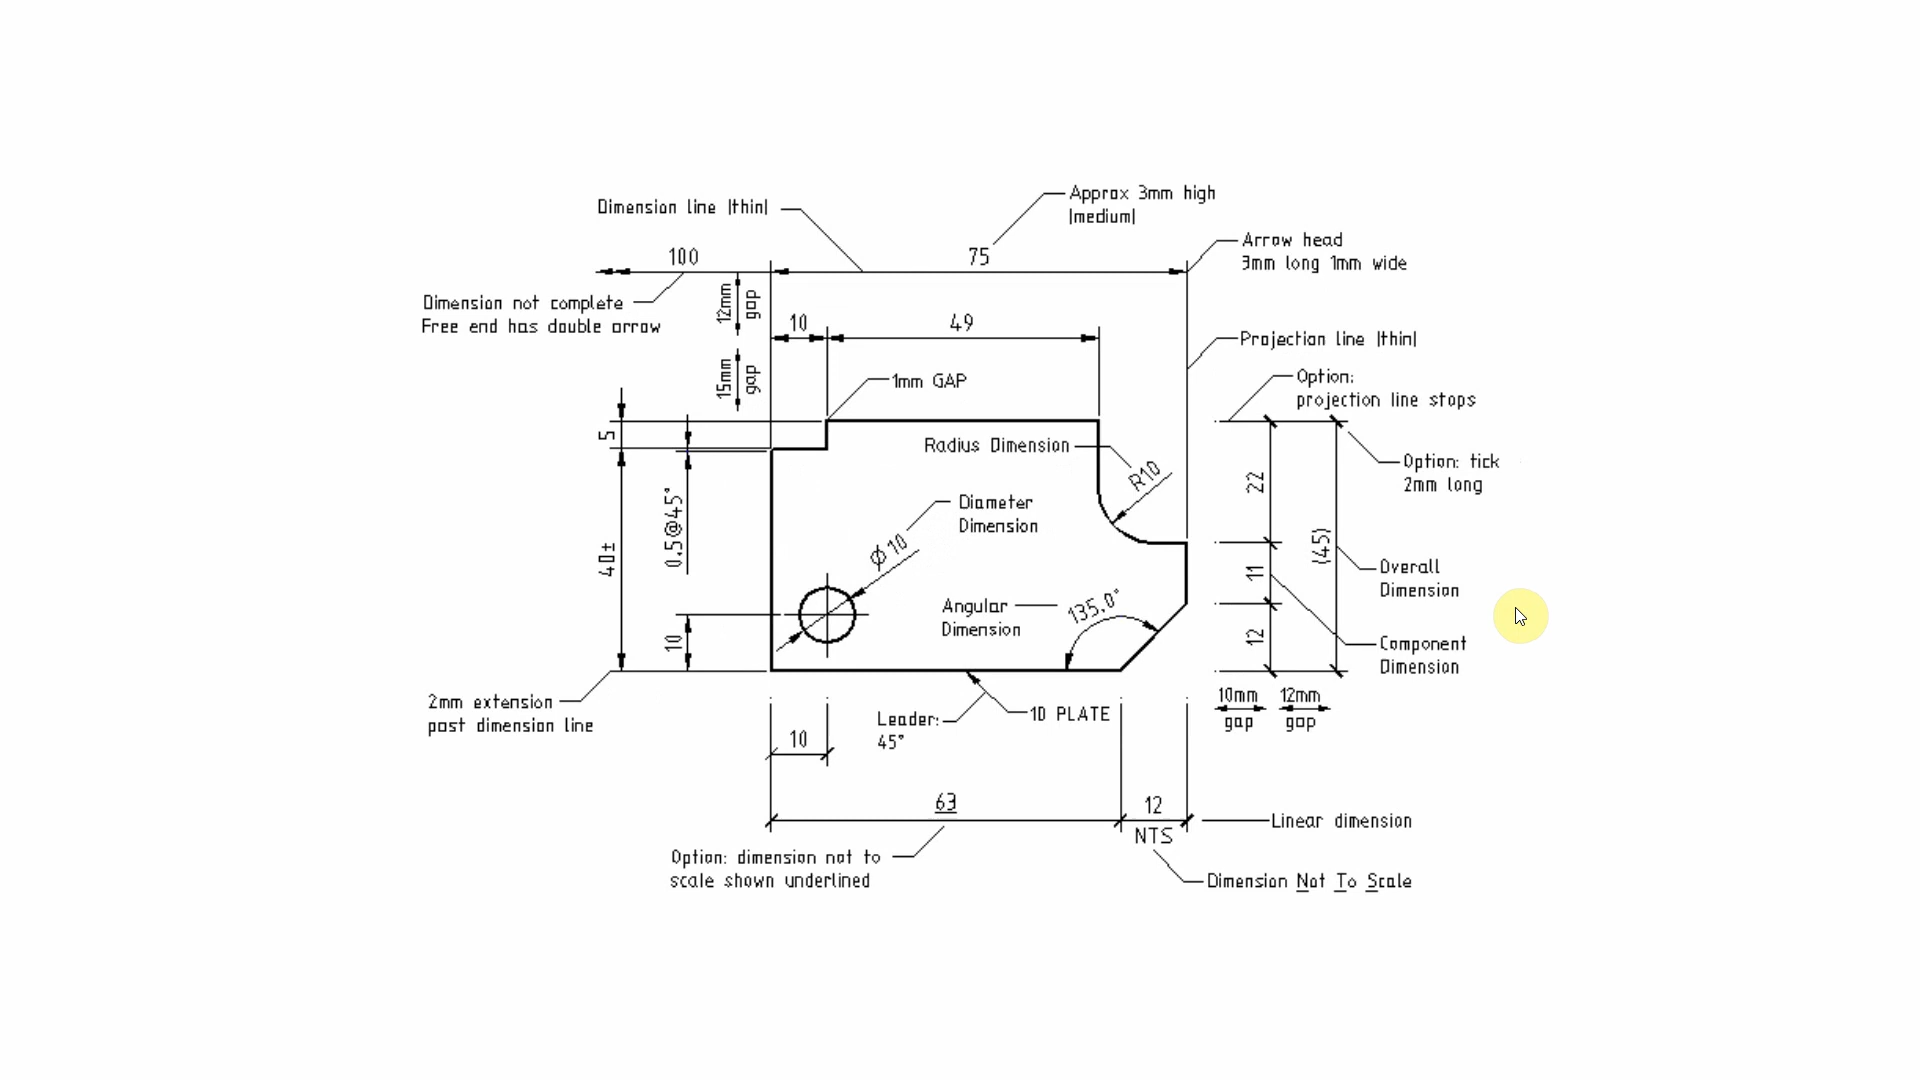 Approx 3mm high
(medium)
Dimension line (thin)
Arrow head
3mm long 1mm wide
100
75
Dimension not complete
Free end has double arrow
12mm
gap
10
49
Projection line (thin)
15mm
gap
1mm GAP
Option:
projection line stops
5
Radius Dimension
R10
Option: tick
2mm long
22
0.5@45°
Diameter
Dimension
Ø10
40±
(45)
11
Overall
Dimension
Angular
Dimension
135.0°
10
12
Component
Dimension
2mm extension
past dimension line
10mm
gap
12mm
gap
Leader:
45°
10 PLATE
10
63
12
NTS
Linear dimension
Option: dimension not to
scale shown underlined
Dimension Not To Scale